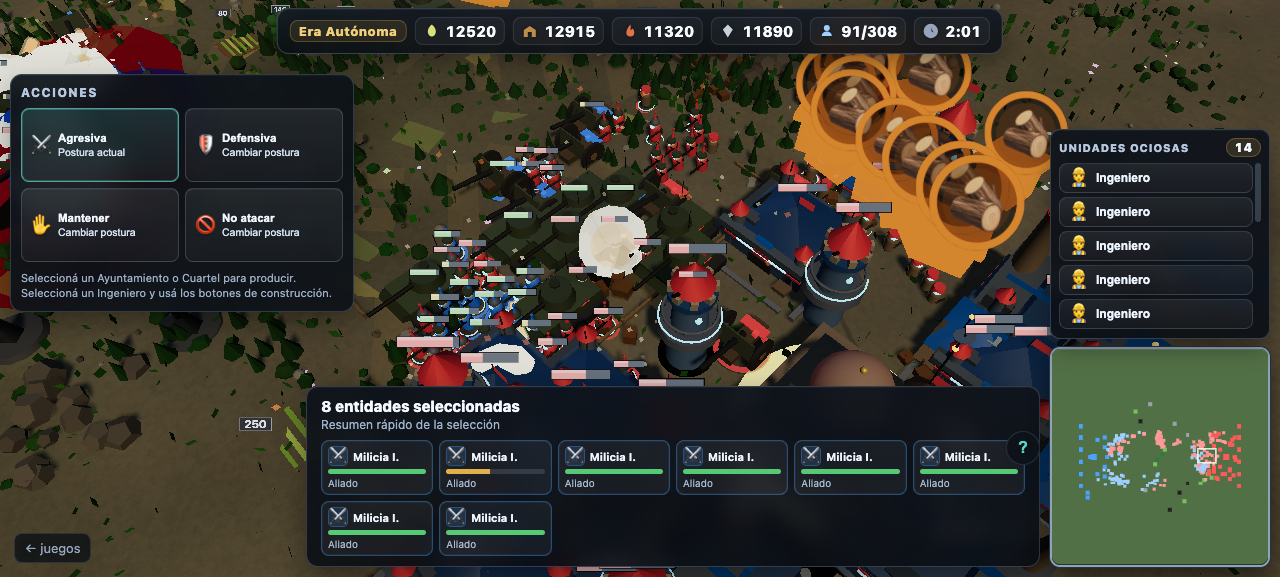 80
Era Autónoma
12520
12915
11320
11890
91/308
2:01
ACCIONES
Agresiva
Postura actual
Defensiva
Cambiar postura
Mantener
Cambiar postura
No atacar
Cambiar postura
Seleccioná un Ayuntamiento o Cuartel para producir.
Seleccioná un Ingeniero y usá los botones de construcción.
UNIDADES OCIOSAS
14
Ingeniero
Ingeniero
Ingeniero
Ingeniero
Ingeniero
250
8 entidades seleccionadas
Resumen rápido de la selección
?
Milicia I.
Aliado
Milicia I.
Aliado
Milicia I.
Aliado
Milicia I.
Aliado
Milicia I.
Aliado
Milicia I.
Aliado
Milicia I.
Aliado
Milicia I.
Aliado
← juegos